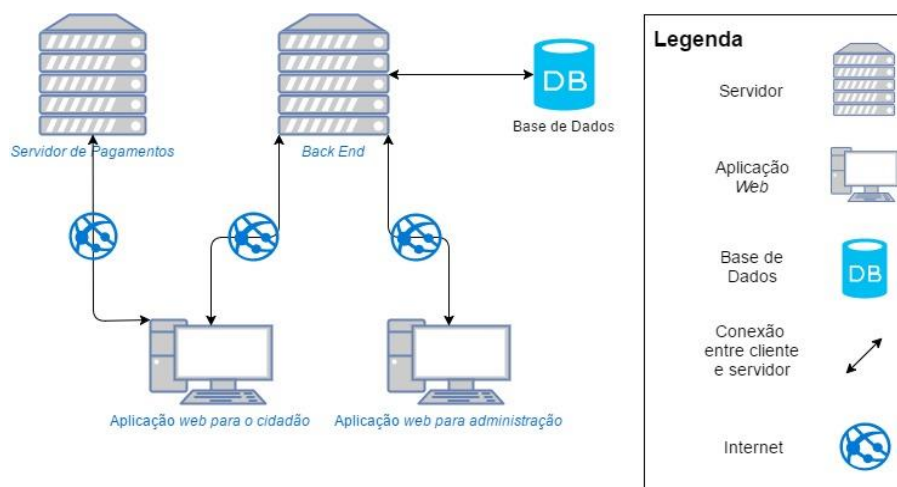 DB
Base de Dados
Servidor de Pagamentos
Back End
Aplicação web para o cidadão
Aplicação web para administração
Legenda
Servidor
Aplicação
Web
Base de
Dados
DB
Conexão
entre cliente
e servidor
Internet